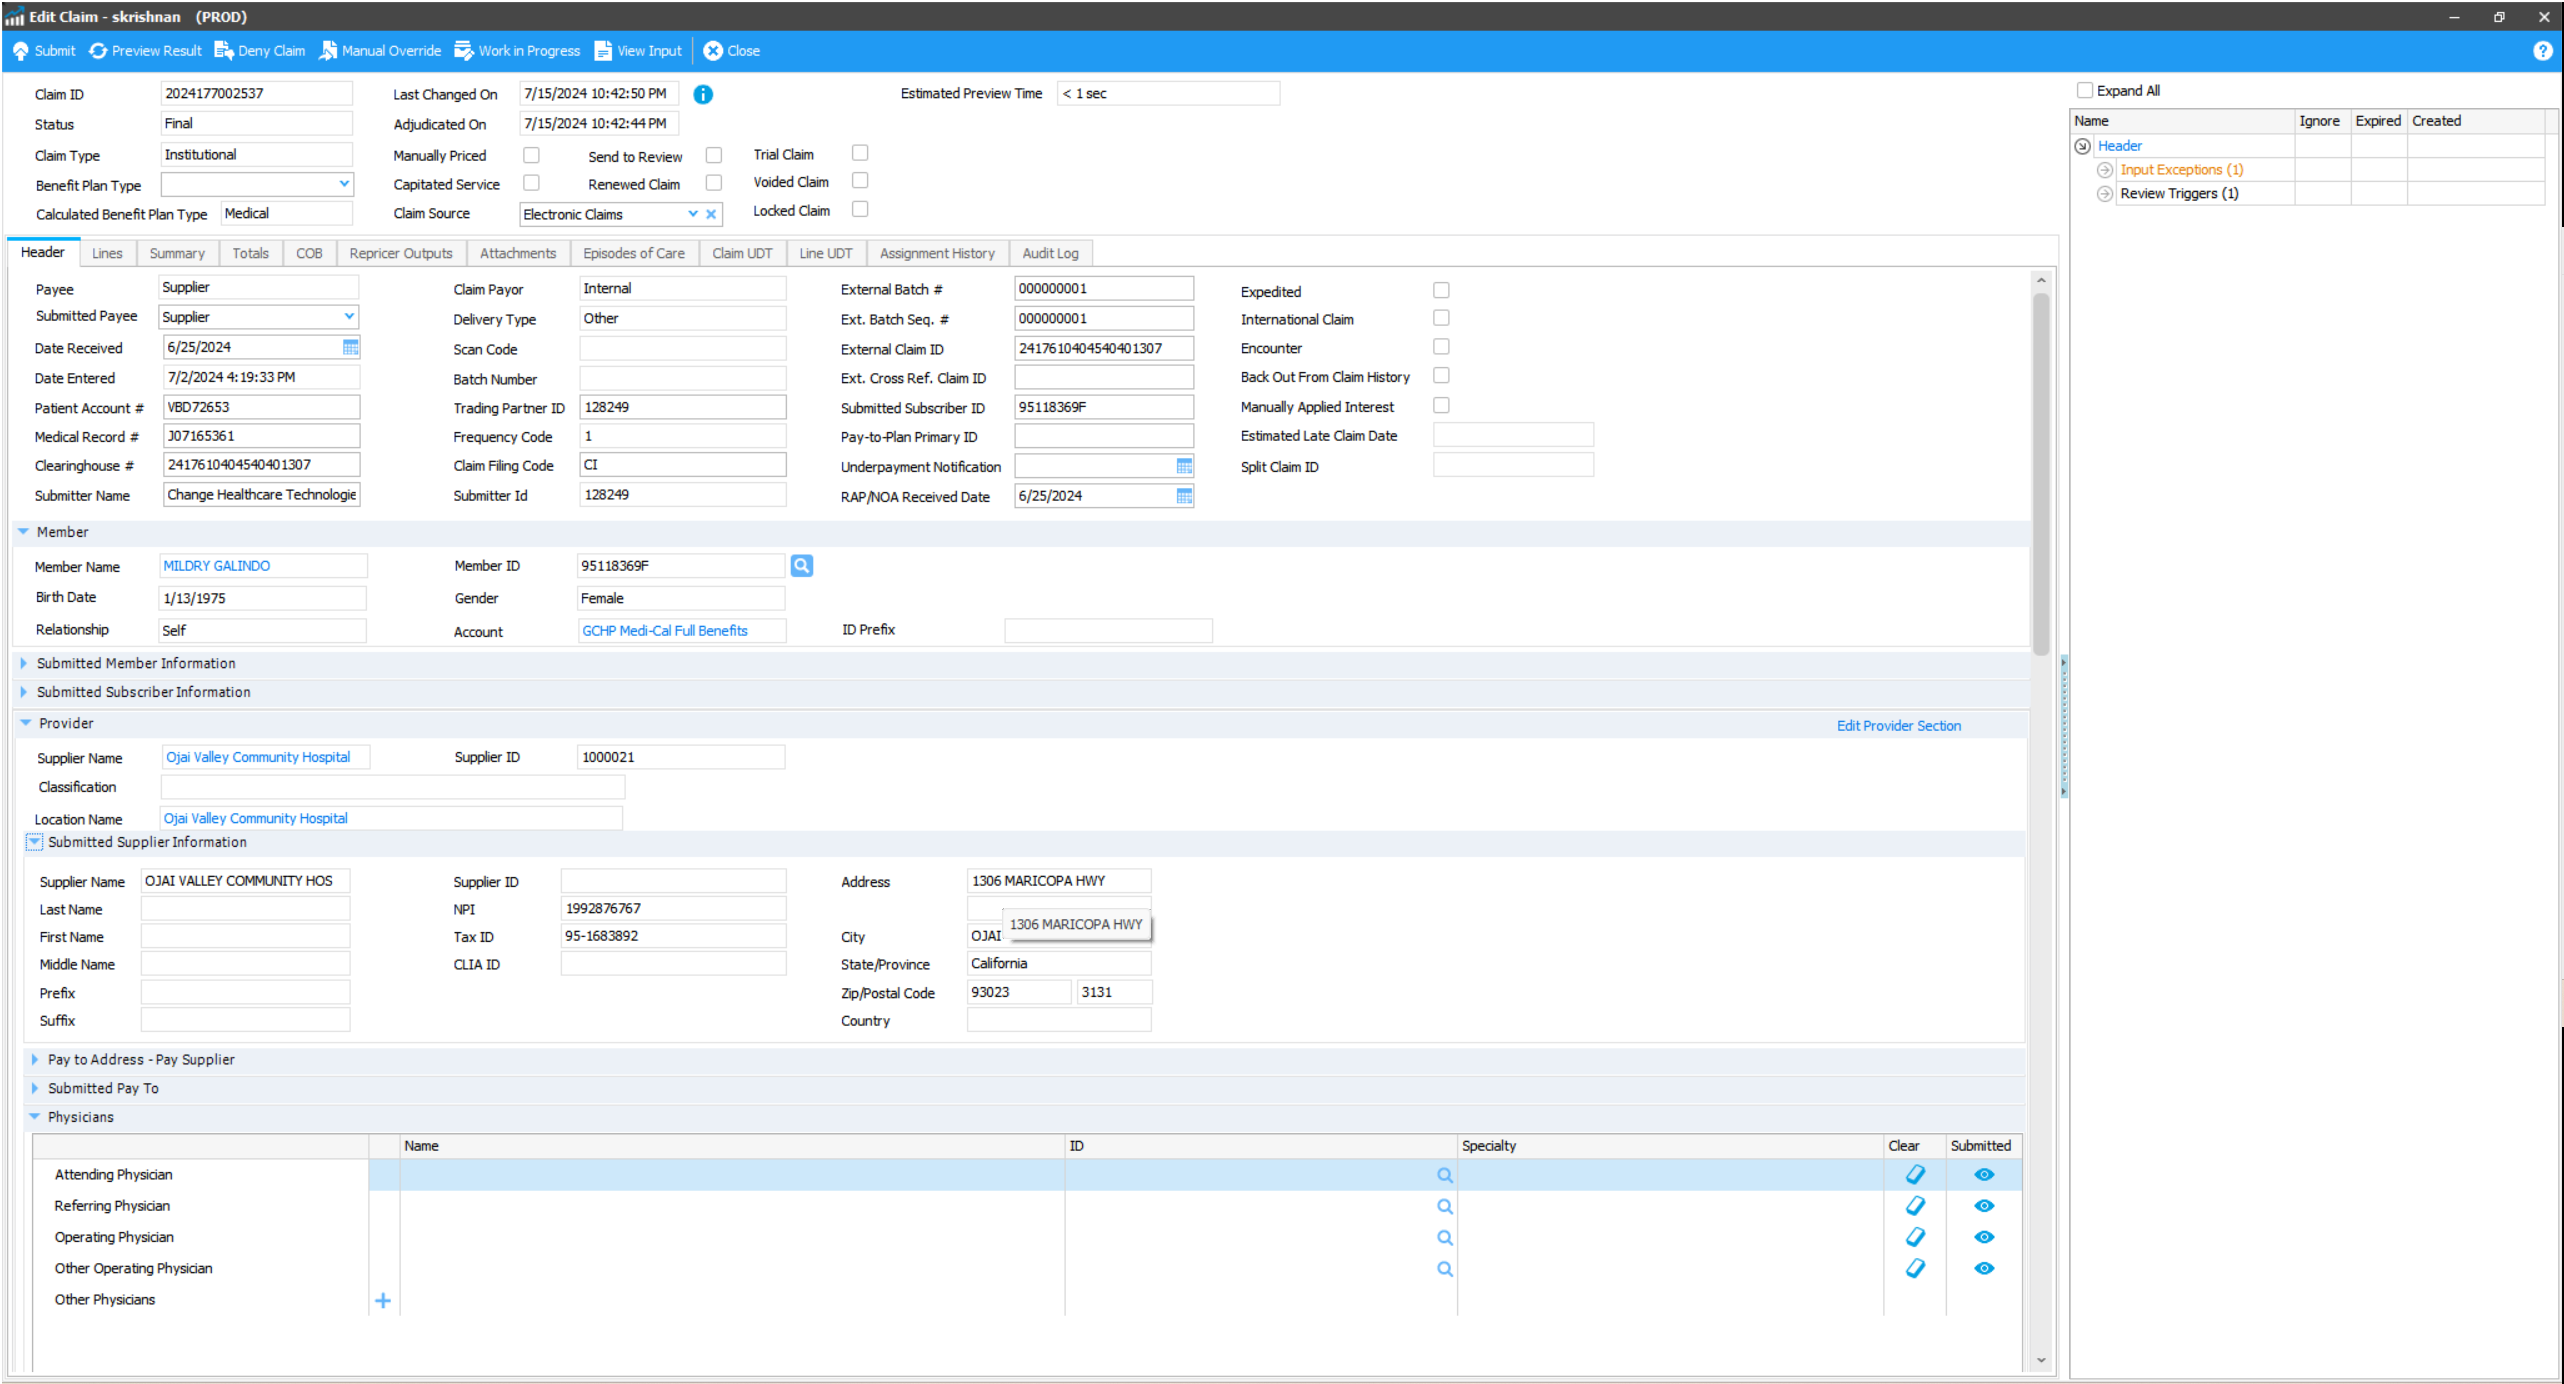 Edit Claim - skrishnan (PROD)
Submit Preview Result Deny Claim Manual Override Work in Progress View Input Close
Claim ID 2024177002537 Last Changed On 7/15/2024 10:42:50 PM Estimated Preview Time < 1 sec
Status Final Adjudicated On 7/15/2024 10:42:44 PM
Claim Type Institutional Manually Priced Send to Review Trial Claim
Benefit Plan Type Capitated Service Renewed Claim Voided Claim
Calculated Benefit Plan Type Medical Claim Source Electronic Claims Locked Claim
Expand All
Name Ignore Expired Created
Header
Input Exceptions (1)
Review Triggers (1)
Header Lines Summary Totals COB Repricer Outputs Attachments Episodes of Care Claim UDT Line UDT Assignment History Audit Log
Payee Supplier Claim Payor Internal External Batch # 000000001 Expedited
Submitted Payee Supplier Delivery Type Other Ext. Batch Seq. # 000000001 International Claim
Date Received 6/25/2024 Scan Code External Claim ID 2417610404540401307 Encounter
Date Entered 7/2/2024 4:19:33 PM Batch Number Ext. Cross Ref. Claim ID Back Out From Claim History
Patient Account # VBD72653 Trading Partner ID 128249 Submitted Subscriber ID 95118369F Manually Applied Interest
Medical Record # J07165361 Frequency Code 1 Pay-to-Plan Primary ID Estimated Late Claim Date
Clearinghouse # 2417610404540401307 Claim Filing Code CI Underpayment Notification Split Claim ID
Submitter Name Change Healthcare Technologie Submitter Id 128249 RAP/NOA Received Date 6/25/2024
Member
Member Name MILDRY GALINDO Member ID 95118369F
Birth Date 1/13/1975 Gender Female
Relationship Self Account GCHP Medi-Cal Full Benefits ID Prefix
Submitted Member Information
Submitted Subscriber Information
Provider Edit Provider Section
Supplier Name Ojai Valley Community Hospital Supplier ID 1000021
Classification
Location Name Ojai Valley Community Hospital
Submitted Supplier Information
Supplier Name OJAI VALLEY COMMUNITY HOS Supplier ID Address 1306 MARICOPA HWY
Last Name NPI 1992876767
1306 MARICOPA HWY
First Name Tax ID 95-1683892 City OJAI
Middle Name CLIA ID State/Province California
Prefix Zip/Postal Code 93023 3131
Suffix Country
Pay to Address - Pay Supplier
Submitted Pay To
Physicians
Name ID Specialty Clear Submitted
Attending Physician
Referring Physician
Operating Physician
Other Operating Physician
Other Physicians